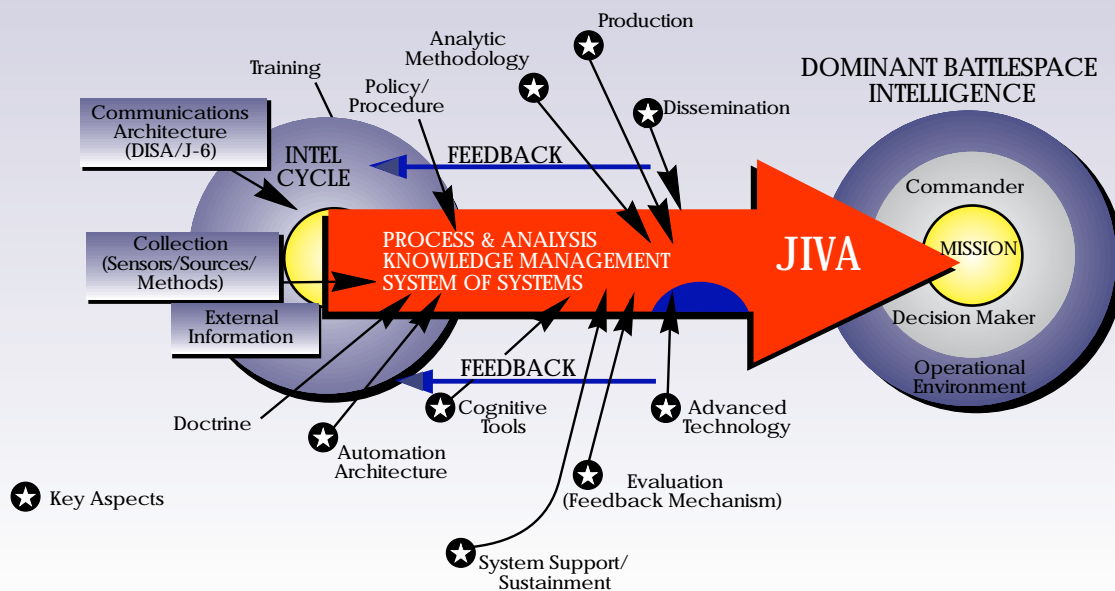 Production
Analytic
Methodology
Training
Policy/
Procedure
Dissemination
DOMINANT BATTLESPACE
INTELLIGENCE
Communications
Architecture
(DISA/J-6)
INTEL
CYCLE
FEEDBACK
Commander
Collection
(Sensors/Sources/
Methods)
PROCESS & ANALYSIS
KNOWLEDGE MANAGEMENT
SYSTEM OF SYSTEMS
JIVA
MISSION
External
Information
Decision Maker
FEEDBACK
Operational
Environment
Doctrine
Cognitive
Tools
Advanced
Technology
Automation
Architecture
Evaluation
(Feedback Mechanism)
Key Aspects
System Support/
Sustainment